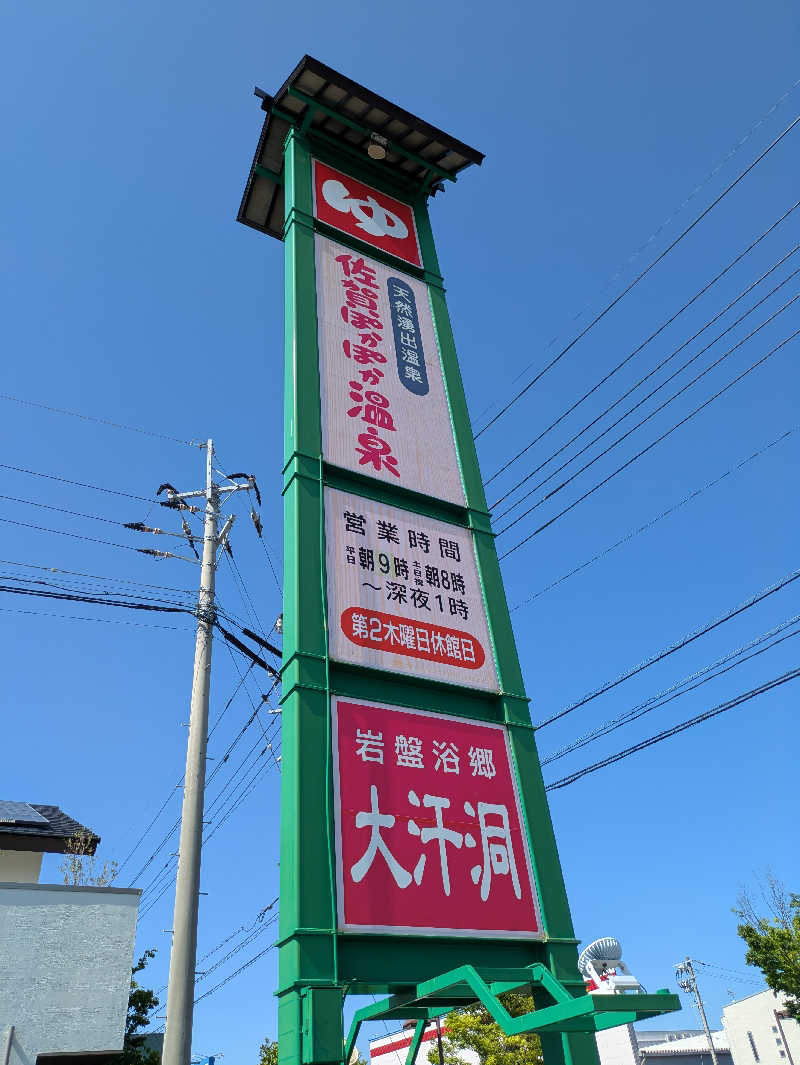 ゆ
天然湧出温泉
佐賀ぽかぽか温泉
営業時間
平日朝9時 土日祝朝8時
～深夜1時
第2木曜日休館日
岩盤浴郷
大汗洞